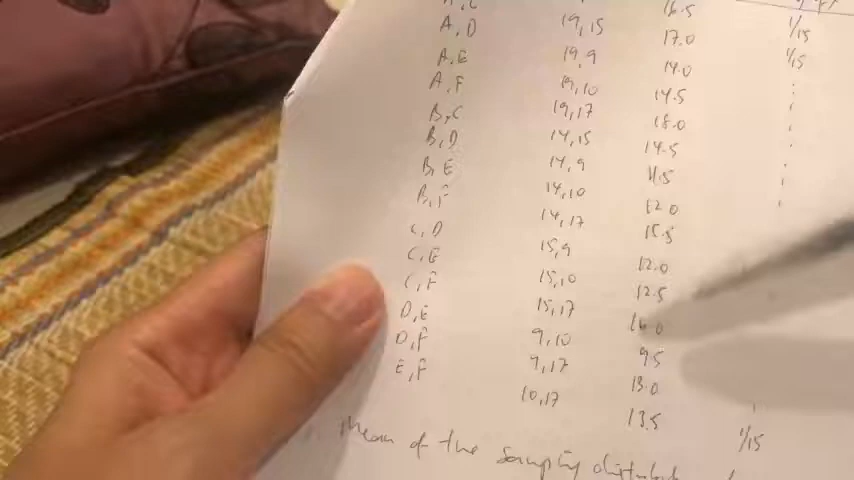 16.5 1/15
A,C 19,15 17.0 1/15
A,D 19,9 14.0
A,E 19,10 14.5
A,F 19,17 18.0
B,C 14,15 14.5
B,D 14,9 11.5
B,E 14,10 12.0
B,F 14,17 15.5
C,D 15,9 12.0
C,E 15,10 12.5
C,F 15,17 16.0
D,E 9,10 9.5
D,F 9,17 13.0
E,F 10,17 13.5 1/15
Mean of the sampling